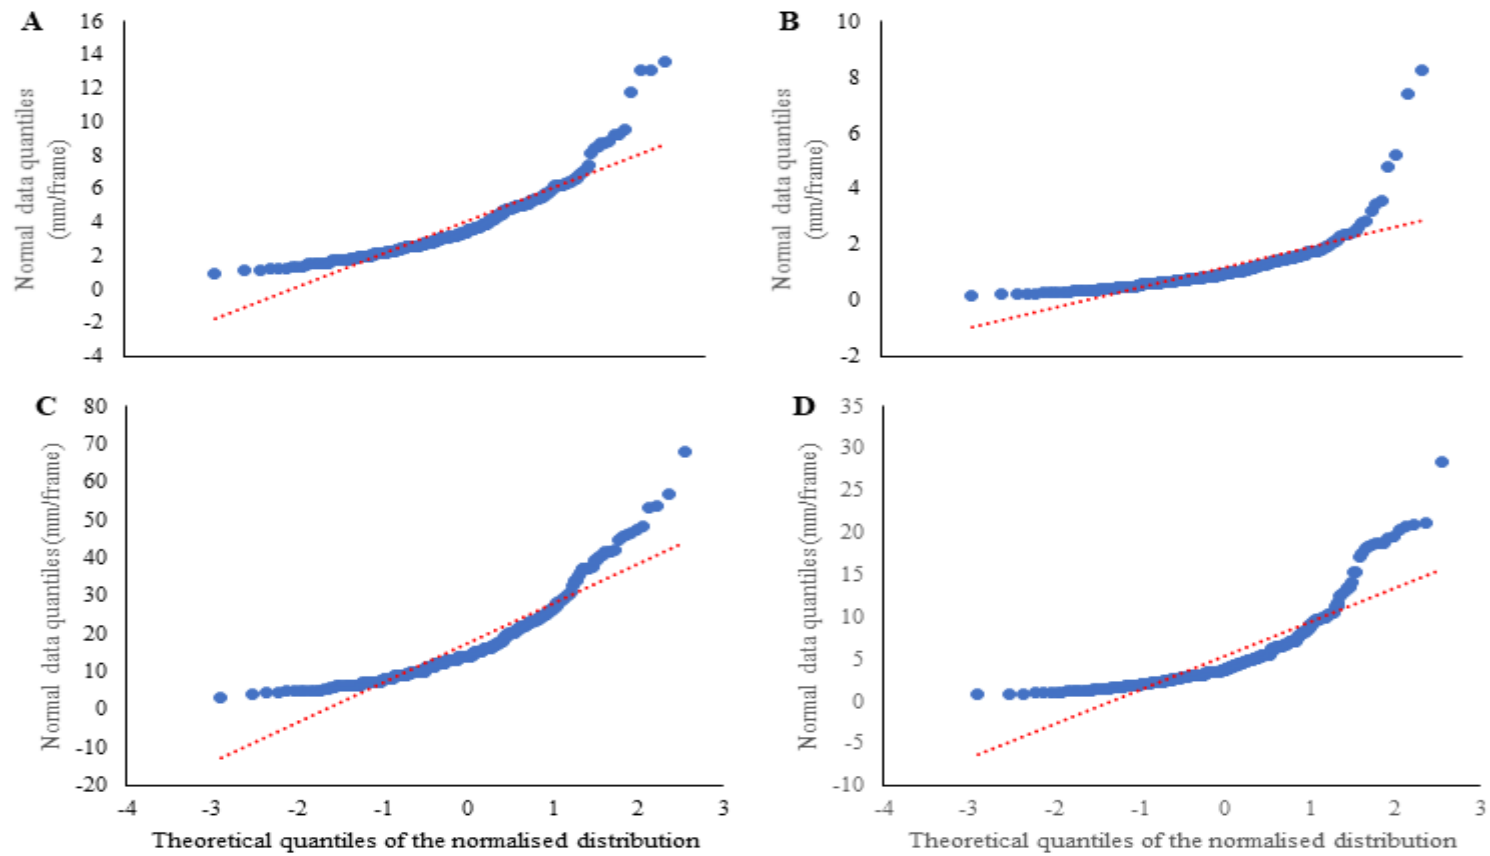 A
16
14
12
10
8
6
4
2
0
-2
-4
Normal data quantiles
(mm/frame)
B
10
8
6
4
2
0
-2
Normal data quantiles
(mm/frame)
C
80
70
60
50
40
30
20
10
0
-10
-20
Normal data quantiles (mm/frame)
-4 -3 -2 -1 0 1 2 3
Theoretical quantiles of the normalised distribution
D
35
30
25
20
15
10
5
0
-5
-10
Normal data quantiles (mm/frame)
-4 -3 -2 -1 0 1 2 3
Theoretical quantiles of the normalised distribution